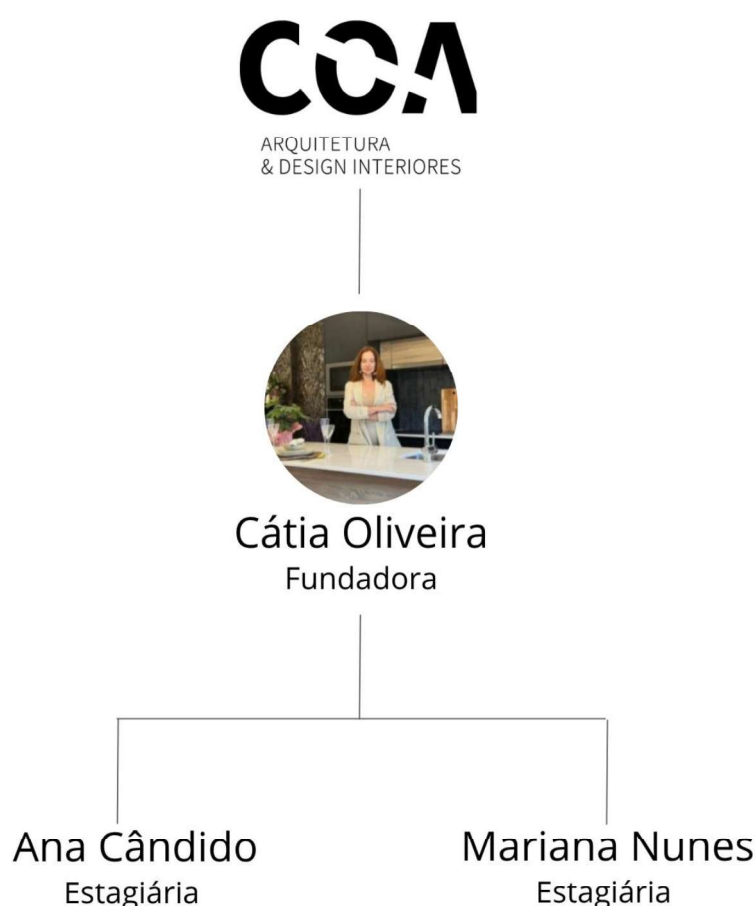 COA
ARQUITETURA
& DESIGN INTERIORES
Cátia Oliveira
Fundadora
Ana Cândido
Mariana Nunes
Estagiária
Estagiária